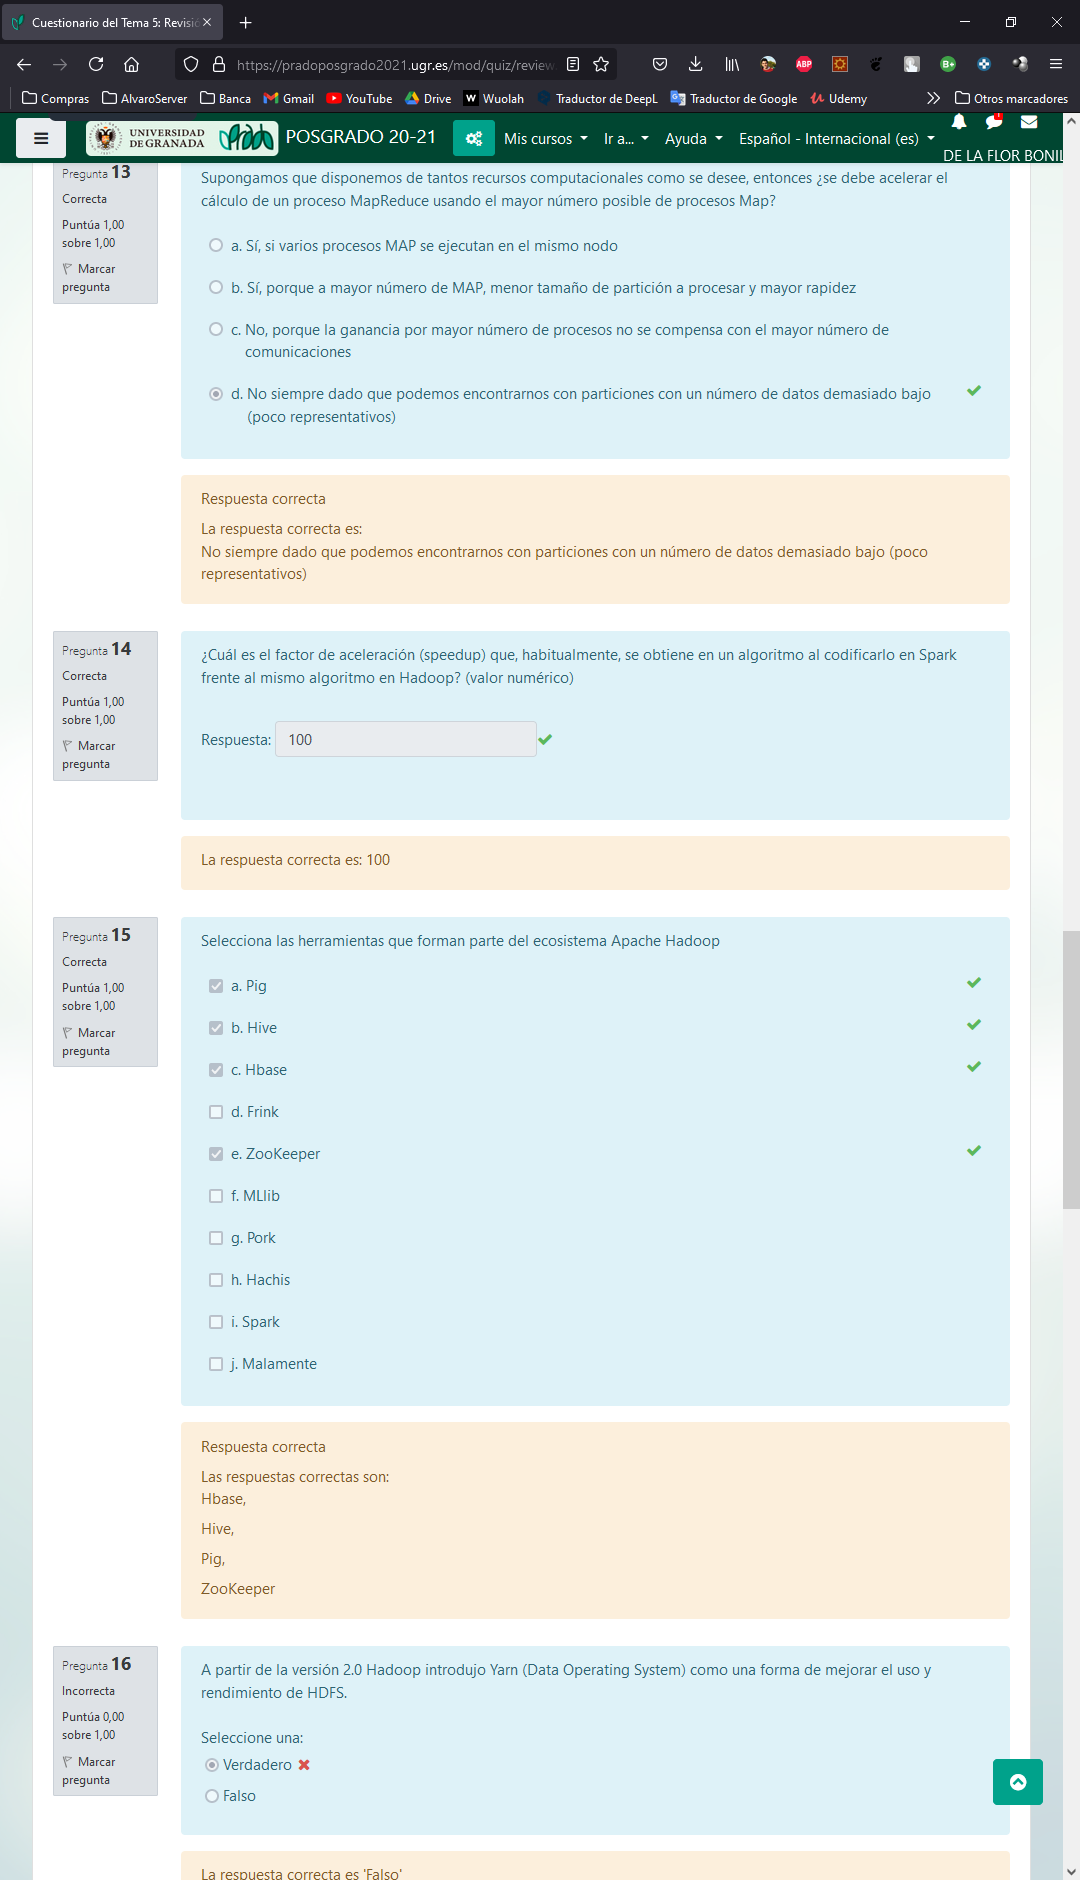 Cuestionario del Tema 5: Revisió
https://pradoposgrado2021.ugr.es/mod/quiz/review
ABP
B+
Compras
AlvaroServer
Banca
Gmail
YouTube
Drive
Wuolah
Traductor de DeepL
Traductor de Google
Udemy
Otros marcadores
UNIVERSIDAD
DE GRANADA
POSGRADO 20-21
Mis cursos
Ir a...
Ayuda
Español - Internacional (es)
DE LA FLOR BONIL
Pregunta 13
Correcta
Puntúa 1,00
sobre 1,00
Marcar
pregunta
Supongamos que disponemos de tantos recursos computacionales como se desee, entonces ¿se debe acelerar el
cálculo de un proceso MapReduce usando el mayor número posible de procesos Map?
a. Sí, si varios procesos MAP se ejecutan en el mismo nodo
b. Sí, porque a mayor número de MAP, menor tamaño de partición a procesar y mayor rapidez
c. No, porque la ganancia por mayor número de procesos no se compensa con el mayor número de
comunicaciones
d. No siempre dado que podemos encontrarnos con particiones con un número de datos demasiado bajo
(poco representativos)
Respuesta correcta
La respuesta correcta es:
No siempre dado que podemos encontrarnos con particiones con un número de datos demasiado bajo (poco
representativos)
Pregunta 14
Correcta
Puntúa 1,00
sobre 1,00
Marcar
pregunta
¿Cuál es el factor de aceleración (speedup) que, habitualmente, se obtiene en un algoritmo al codificarlo en Spark
frente al mismo algoritmo en Hadoop? (valor numérico)
Respuesta: 100
La respuesta correcta es: 100
Pregunta 15
Correcta
Puntúa 1,00
sobre 1,00
Marcar
pregunta
Selecciona las herramientas que forman parte del ecosistema Apache Hadoop
a. Pig
b. Hive
c. Hbase
d. Frink
e. ZooKeeper
f. MLlib
g. Pork
h. Hachis
i. Spark
j. Malamente
Respuesta correcta
Las respuestas correctas son:
Hbase,
Hive,
Pig,
ZooKeeper
Pregunta 16
Incorrecta
Puntúa 0,00
sobre 1,00
Marcar
pregunta
A partir de la versión 2.0 Hadoop introdujo Yarn (Data Operating System) como una forma de mejorar el uso y
rendimiento de HDFS.
Seleccione una:
Verdadero
Falso
La respuesta correcta es 'Falso'